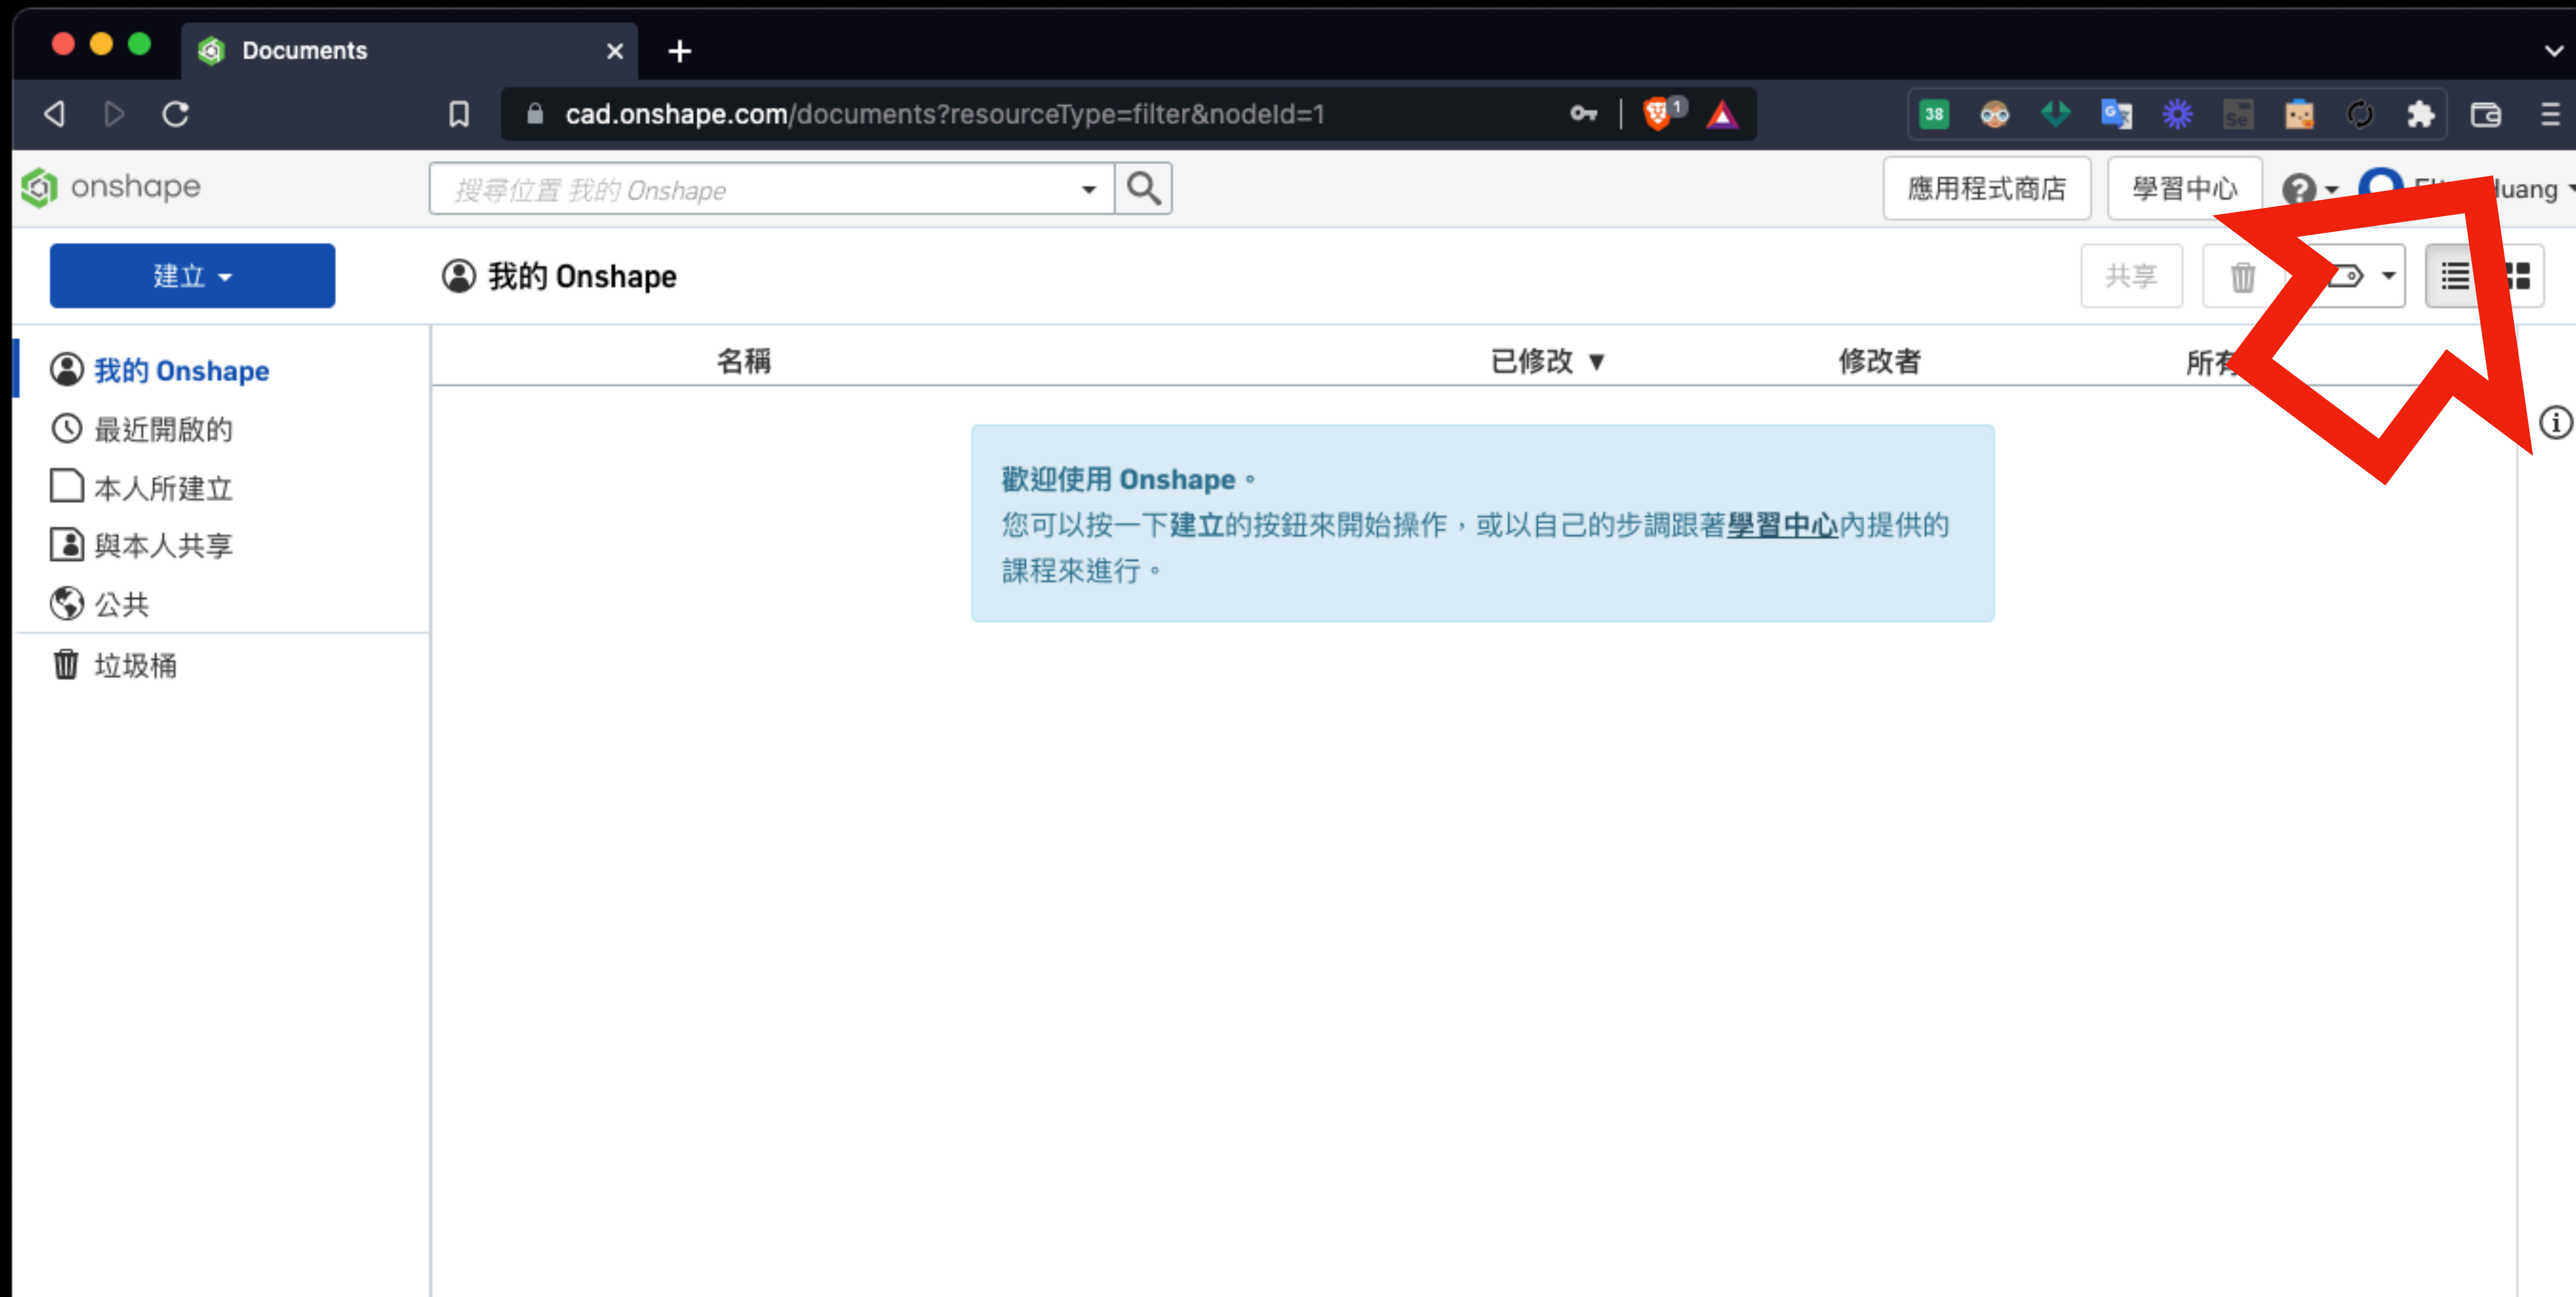 Documents
cad.onshape.com/documents?resourceType=filter&nodeId=1
1
38
Se
onshape
搜尋位置 我的 Onshape
應用程式商店
學習中心
建立
我的 Onshape
共享
我的 Onshape
最近開啟的
本人所建立
與本人共享
公共
垃圾桶
名稱
已修改 ▼
修改者
所有
歡迎使用 Onshape。
您可以按一下建立的按鈕來開始操作，或以自己的步調跟著學習中心內提供的
課程來進行。